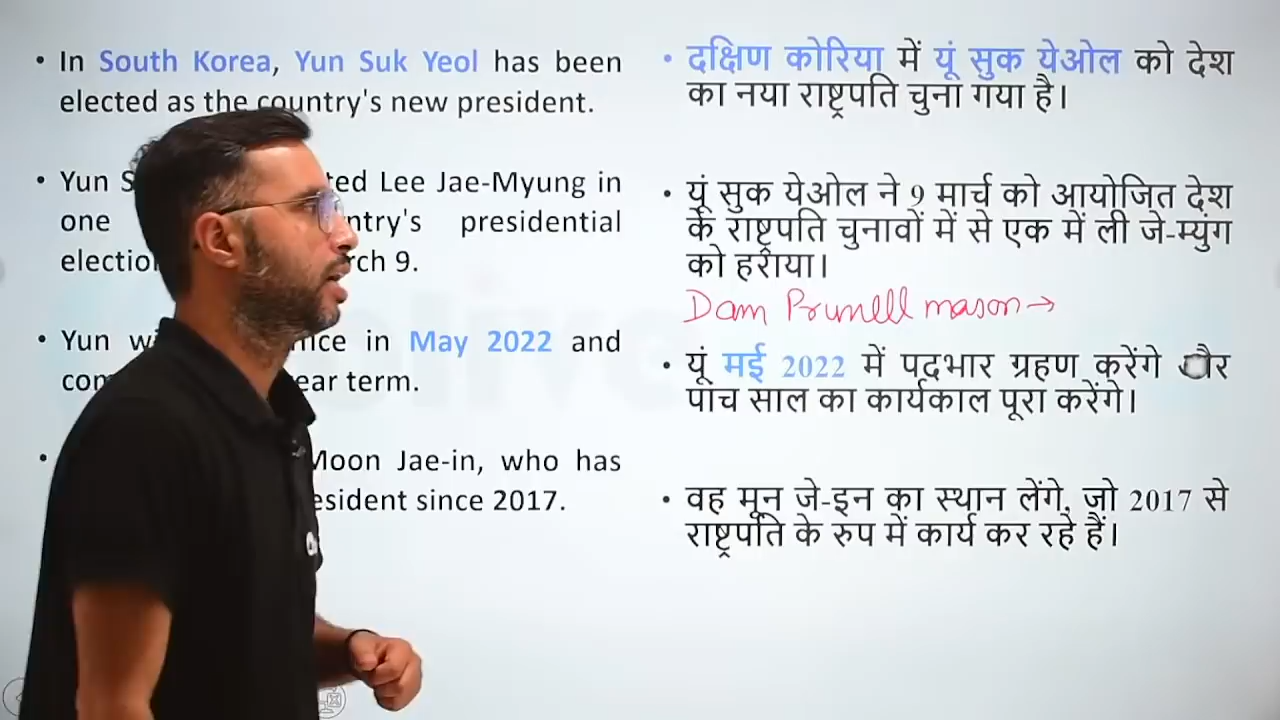 • In South Korea, Yun Suk Yeol has been
elected as the country's new president.
• Yun ted Lee Jae-Myung in
one ntry's presidential
electio rch 9.
• Yun w ce in May 2022 and
con ear term.
• Moon Jae-in, who has
esident since 2017.
• दक्षिण कोरिया में यूं सुक येओल को देश
का नया राष्ट्रपति चुना गया है।
• यूं सुक येओल ने 9 मार्च को आयोजित देश
के राष्ट्रपति चुनावों में से एक में ली जे-म्युंग
को हराया।
Dam Prunell mason →
• यूं मई 2022 में पदभार ग्रहण करेंगे और
पांच साल का कार्यकाल पूरा करेंगे।
• वह मून जे-इन का स्थान लेंगे, जो 2017 से
राष्ट्रपति के रुप में कार्य कर रहे हैं।